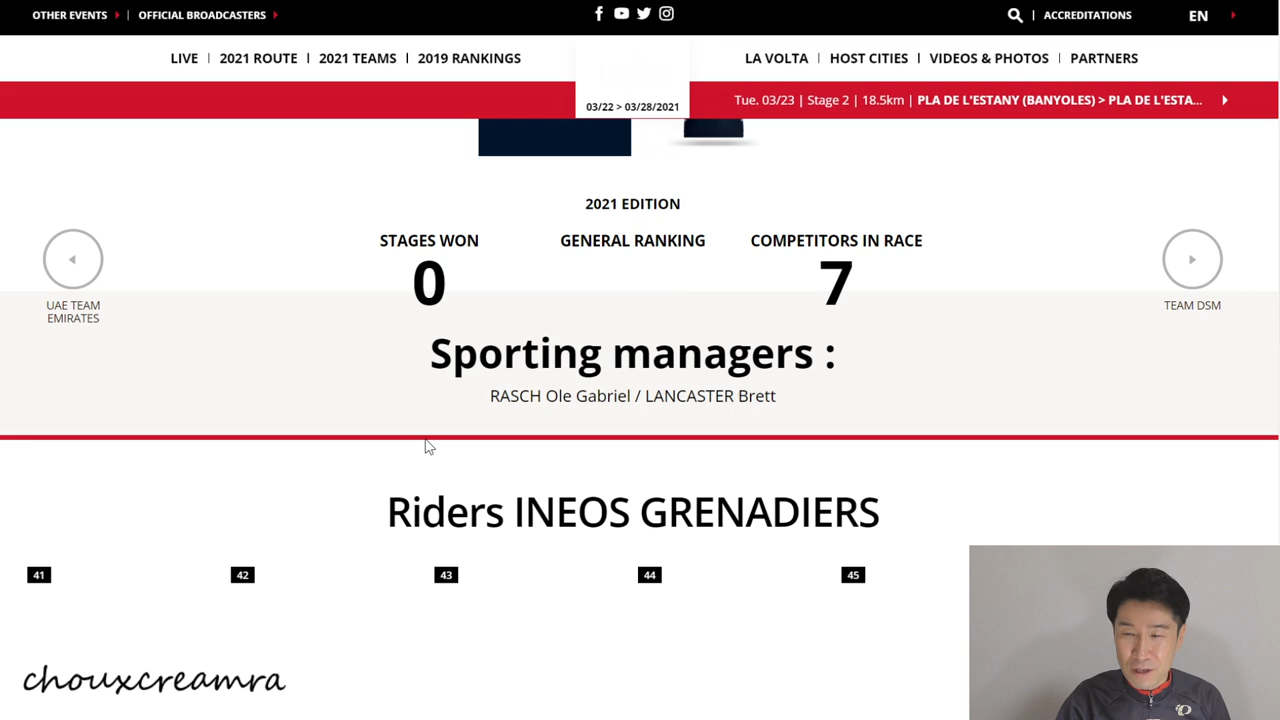 OTHER EVENTS | OFFICIAL BROADCASTERS
| ACCREDITATIONS EN
LIVE | 2021 ROUTE | 2021 TEAMS | 2019 RANKINGS
LA VOLTA | HOST CITIES | VIDEOS & PHOTOS | PARTNERS
03/22 > 03/28/2021
Tue. 03/23 | Stage 2 | 18.5km | PLA DE L'ESTANY (BANYOLES) > PLA DE L'ESTA...
2021 EDITION
STAGES WON GENERAL RANKING COMPETITORS IN RACE
0 7
UAE TEAM
EMIRATES
TEAM DSM
Sporting managers :
RASCH Ole Gabriel / LANCASTER Brett
Riders INEOS GRENADIERS
41 42 43 44 45
chouxcreamra